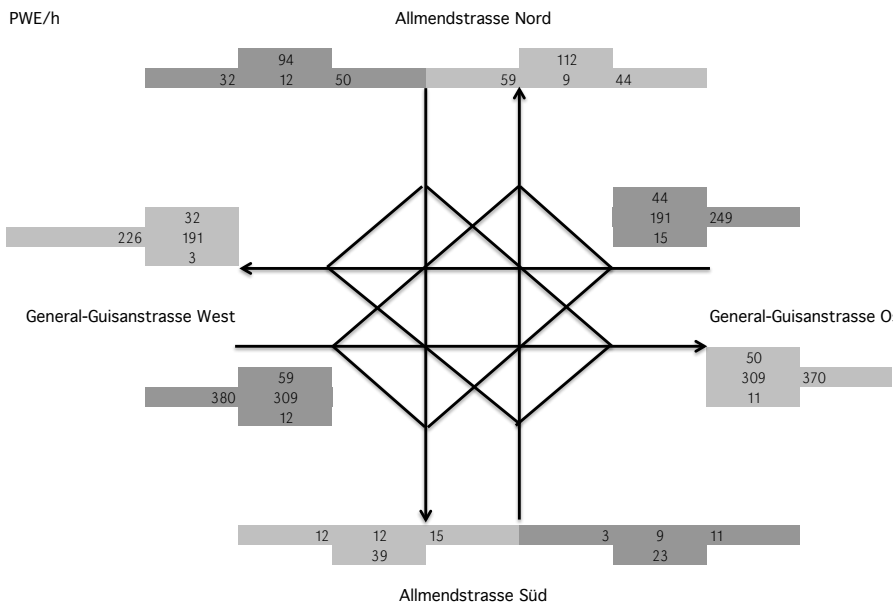 PWE/h
Allmendstrasse Nord
94
112
32 12 50
59 9 44
44
32
191 249
226 191
15
3
General-Guisanstrasse West
General-Guisanstrasse O
50
59
309 370
380 309
11
12
12 12 15
3 9 11
39
23
Allmendstrasse Süd